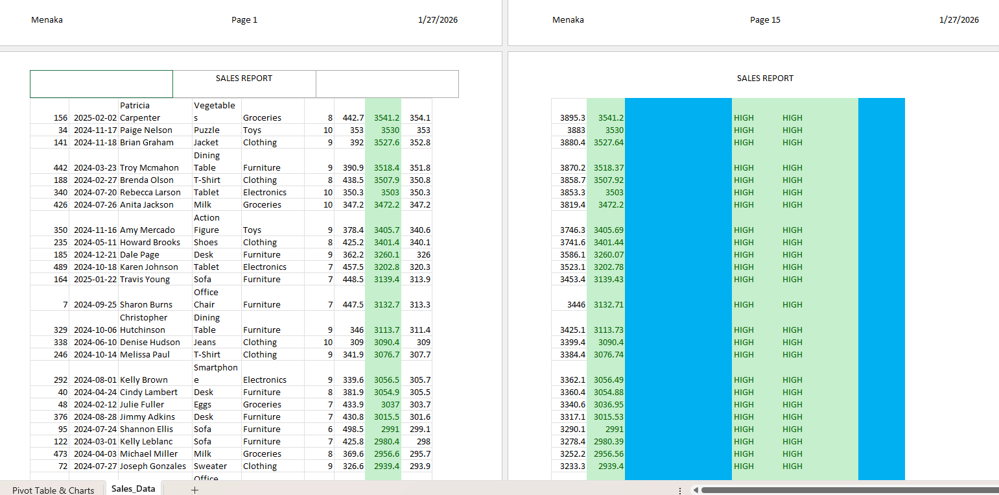 Menaka Page 1 1/27/2026 Menaka Page 15 1/27/2026
SALES REPORT SALES REPORT
Patricia Vegetable
156 2025-02-02 Carpenter s Groceries 8 442.7 3541.2 354.1 3895.3 3541.2 HIGH HIGH
34 2024-11-17 Paige Nelson Puzzle Toys 10 353 3530 353 3883 3530 HIGH HIGH
141 2024-11-18 Brian Graham Jacket Clothing 9 392 3527.6 352.8 3880.4 3527.64 HIGH HIGH
Dining
442 2024-03-23 Troy Mcmahon Table Furniture 9 390.9 3518.4 351.8 3870.2 3518.37 HIGH HIGH
188 2024-02-27 Brenda Olson T-Shirt Clothing 8 438.5 3507.9 350.8 3858.7 3507.92 HIGH HIGH
340 2024-07-20 Rebecca Larson Tablet Electronics 10 350.3 3503 350.3 3853.3 3503 HIGH HIGH
426 2024-07-26 Anita Jackson Milk Groceries 10 347.2 3472.2 347.2 3819.4 3472.2 HIGH HIGH
Action
350 2024-11-16 Amy Mercado Figure Toys 9 378.4 3405.7 340.6 3746.3 3405.69 HIGH HIGH
235 2024-05-11 Howard Brooks Shoes Clothing 8 425.2 3401.4 340.1 3741.6 3401.44 HIGH HIGH
185 2024-12-21 Dale Page Desk Furniture 9 362.2 3260.1 326 3586.1 3260.07 HIGH HIGH
489 2024-10-18 Karen Johnson Tablet Electronics 7 457.5 3202.8 320.3 3523.1 3202.78 HIGH HIGH
164 2025-01-22 Travis Young Sofa Furniture 7 448.5 3139.4 313.9 3453.4 3139.43 HIGH HIGH
Office
7 2024-09-25 Sharon Burns Chair Furniture 7 447.5 3132.7 313.3 3446 3132.71 HIGH HIGH
Christopher Dining
329 2024-10-06 Hutchinson Table Furniture 9 346 3113.7 311.4 3425.1 3113.73 HIGH HIGH
338 2024-06-10 Denise Hudson Jeans Clothing 10 309 3090.4 309 3399.4 3090.4 HIGH HIGH
246 2024-10-14 Melissa Paul T-Shirt Clothing 9 341.9 3076.7 307.7 3384.4 3076.74 HIGH HIGH
Smartphon
292 2024-08-01 Kelly Brown e Electronics 9 339.6 3056.5 305.7 3362.1 3056.49 HIGH HIGH
40 2024-04-24 Cindy Lambert Desk Furniture 8 381.9 3054.9 305.5 3360.4 3054.88 HIGH HIGH
48 2024-02-12 Julie Fuller Eggs Groceries 7 433.9 3037 303.7 3340.6 3036.95 HIGH HIGH
376 2024-08-28 Jimmy Adkins Desk Furniture 7 430.8 3015.5 301.6 3317.1 3015.53 HIGH HIGH
95 2024-07-24 Shannon Ellis Sofa Furniture 6 498.5 2991 299.1 3290.1 2991 HIGH HIGH
122 2024-03-01 Kelly Leblanc Sofa Furniture 7 425.8 2980.4 298 3278.4 2980.39 HIGH HIGH
473 2024-04-03 Michael Miller Milk Groceries 8 369.6 2956.6 295.7 3252.2 2956.56 HIGH HIGH
72 2024-07-27 Joseph Gonzales Sweater Clothing 9 326.6 2939.4 293.9 3233.3 2939.4 HIGH HIGH
Office
Pivot Table & Charts Sales_Data